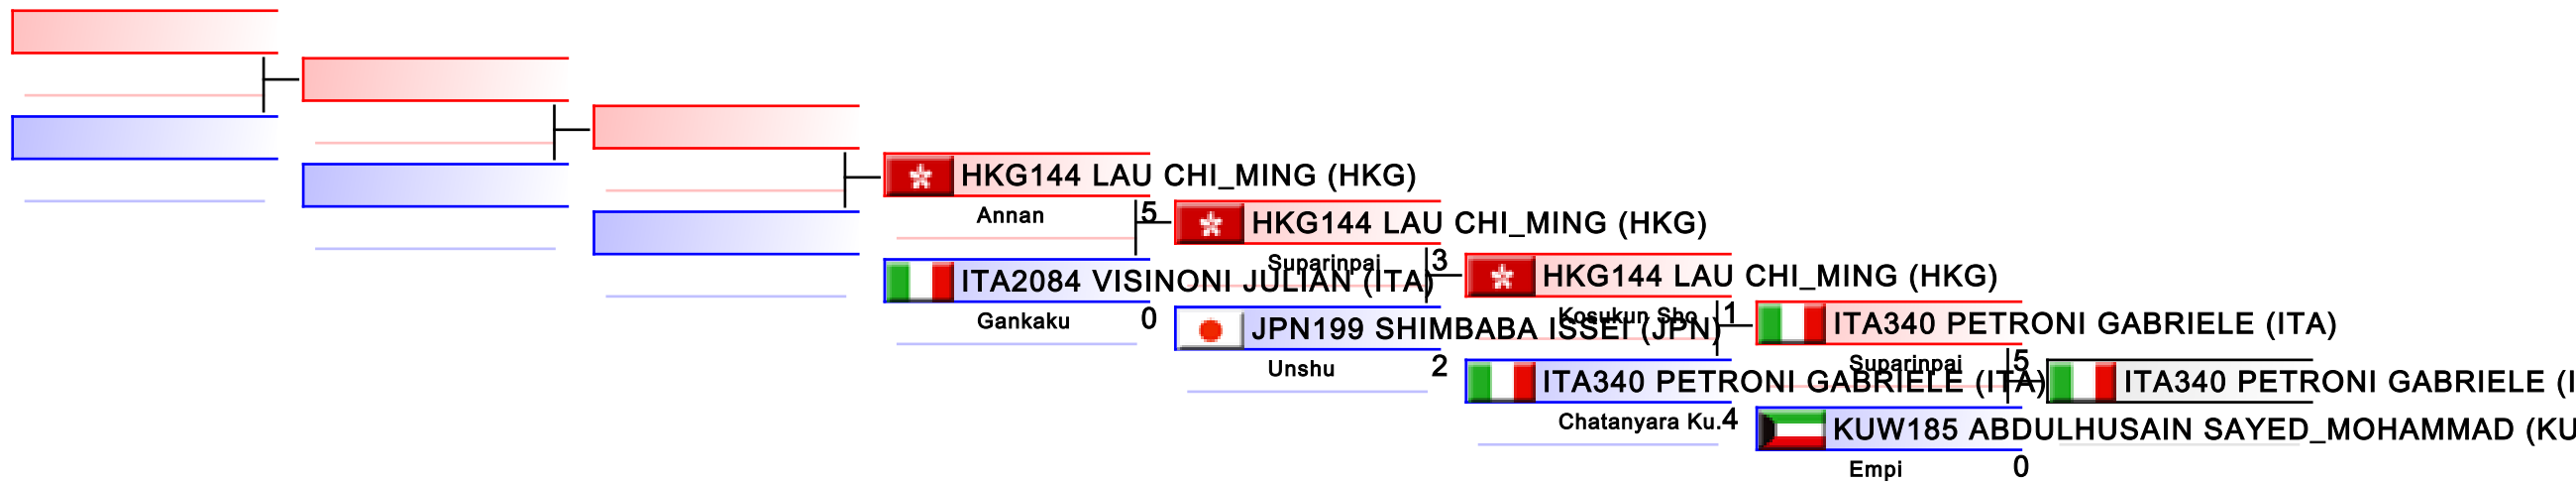 HKG144 LAU CHI_MING (HKG)
Annan 5
ITA2084 VISINONI JULIAN (ITA)
Gankaku 0
HKG144 LAU CHI_MING (HKG)
Suparinpai 3
JPN199 SHIMBABA ISSEI (JPN)
Unshu 2
HKG144 LAU CHI_MING (HKG)
Kosukun Sho 1
ITA340 PETRONI GABRIELE (ITA)
Chatanyara Ku. 4
ITA340 PETRONI GABRIELE (ITA)
Suparinpai 5
KUW185 ABDULHUSAIN SAYED_MOHAMMAD (KU
Empi 0
ITA340 PETRONI GABRIELE (I